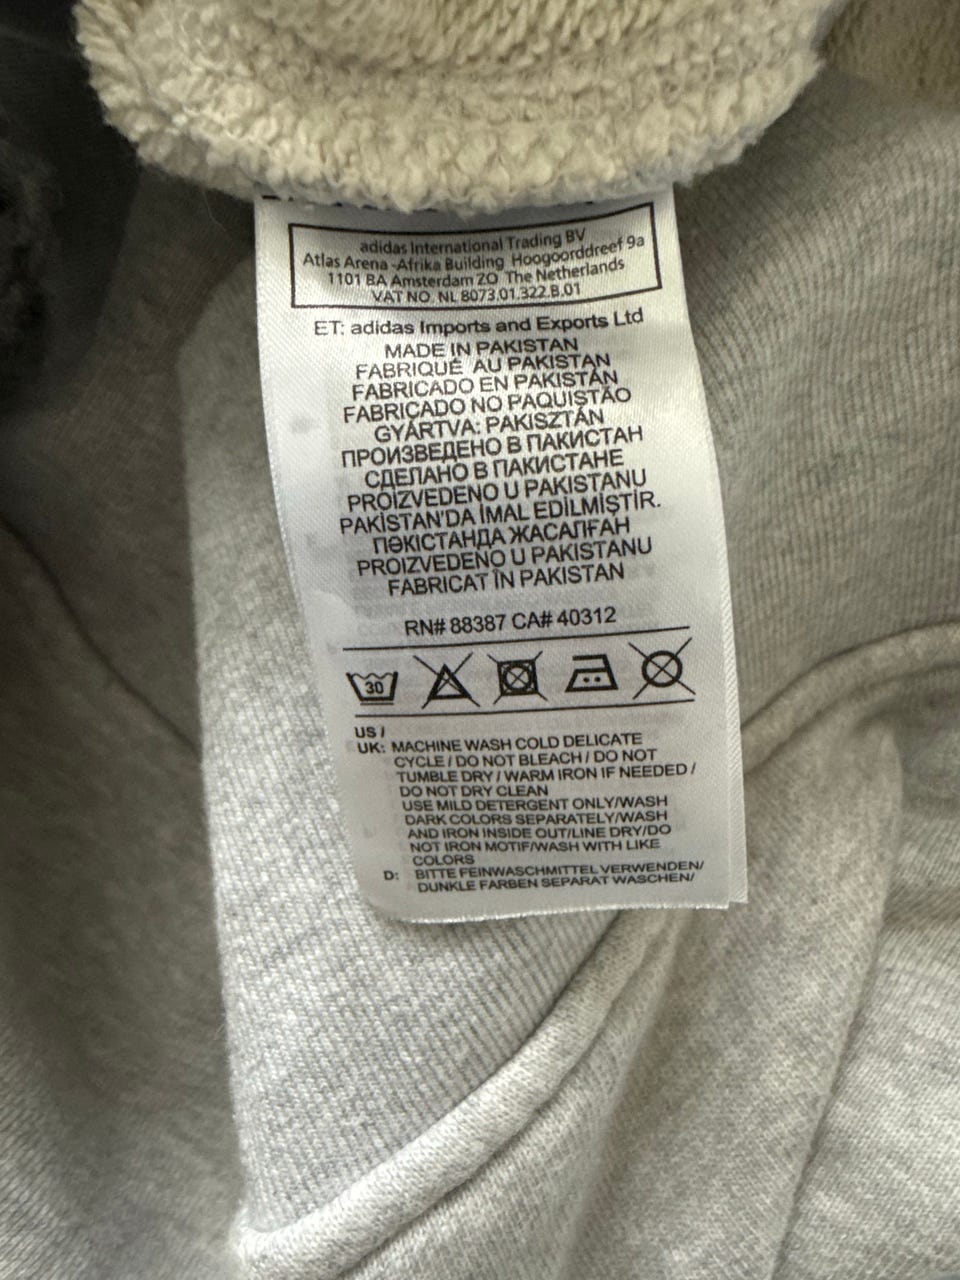 adidas International Trading BV
Atlas Arena -Afrika Building Hoogoorddreef 9a
1101 BA Amsterdam ZO The Netherlands
VAT NO. NL 8073.01.322.B.01
ET: adidas Imports and Exports Ltd
MADE IN PAKISTAN
FABRIQUÉ AU PAKISTAN
FABRICADO EN PAKISTÁN
FABRICADO NO PAQUISTÃO
GYÁRTVA: PAKISZTÁN
ПРОИЗВЕДЕНО В ПАКИСТАН
СДЕЛАНО В ПАКИСТАНЕ
PROIZVEDENO U PAKISTANU
PAKİSTAN'DA İMAL EDİLMİŞTİR.
ПӘКІСТАНДА ЖАСАЛҒАН
PROIZVEDENO U PAKISTANU
FABRICAT ÎN PAKISTAN
RN# 88387 CA# 40312
30
US /
UK: MACHINE WASH COLD DELICATE
CYCLE / DO NOT BLEACH / DO NOT
TUMBLE DRY / WARM IRON IF NEEDED /
DO NOT DRY CLEAN
USE MILD DETERGENT ONLY/WASH
DARK COLORS SEPARATELY/WASH
AND IRON INSIDE OUT/LINE DRY/DO
NOT IRON MOTIF/WASH WITH LIKE
COLORS
D: BITTE FEINWASCHMITTEL VERWENDEN/
DUNKLE FARBEN SEPARAT WASCHEN/